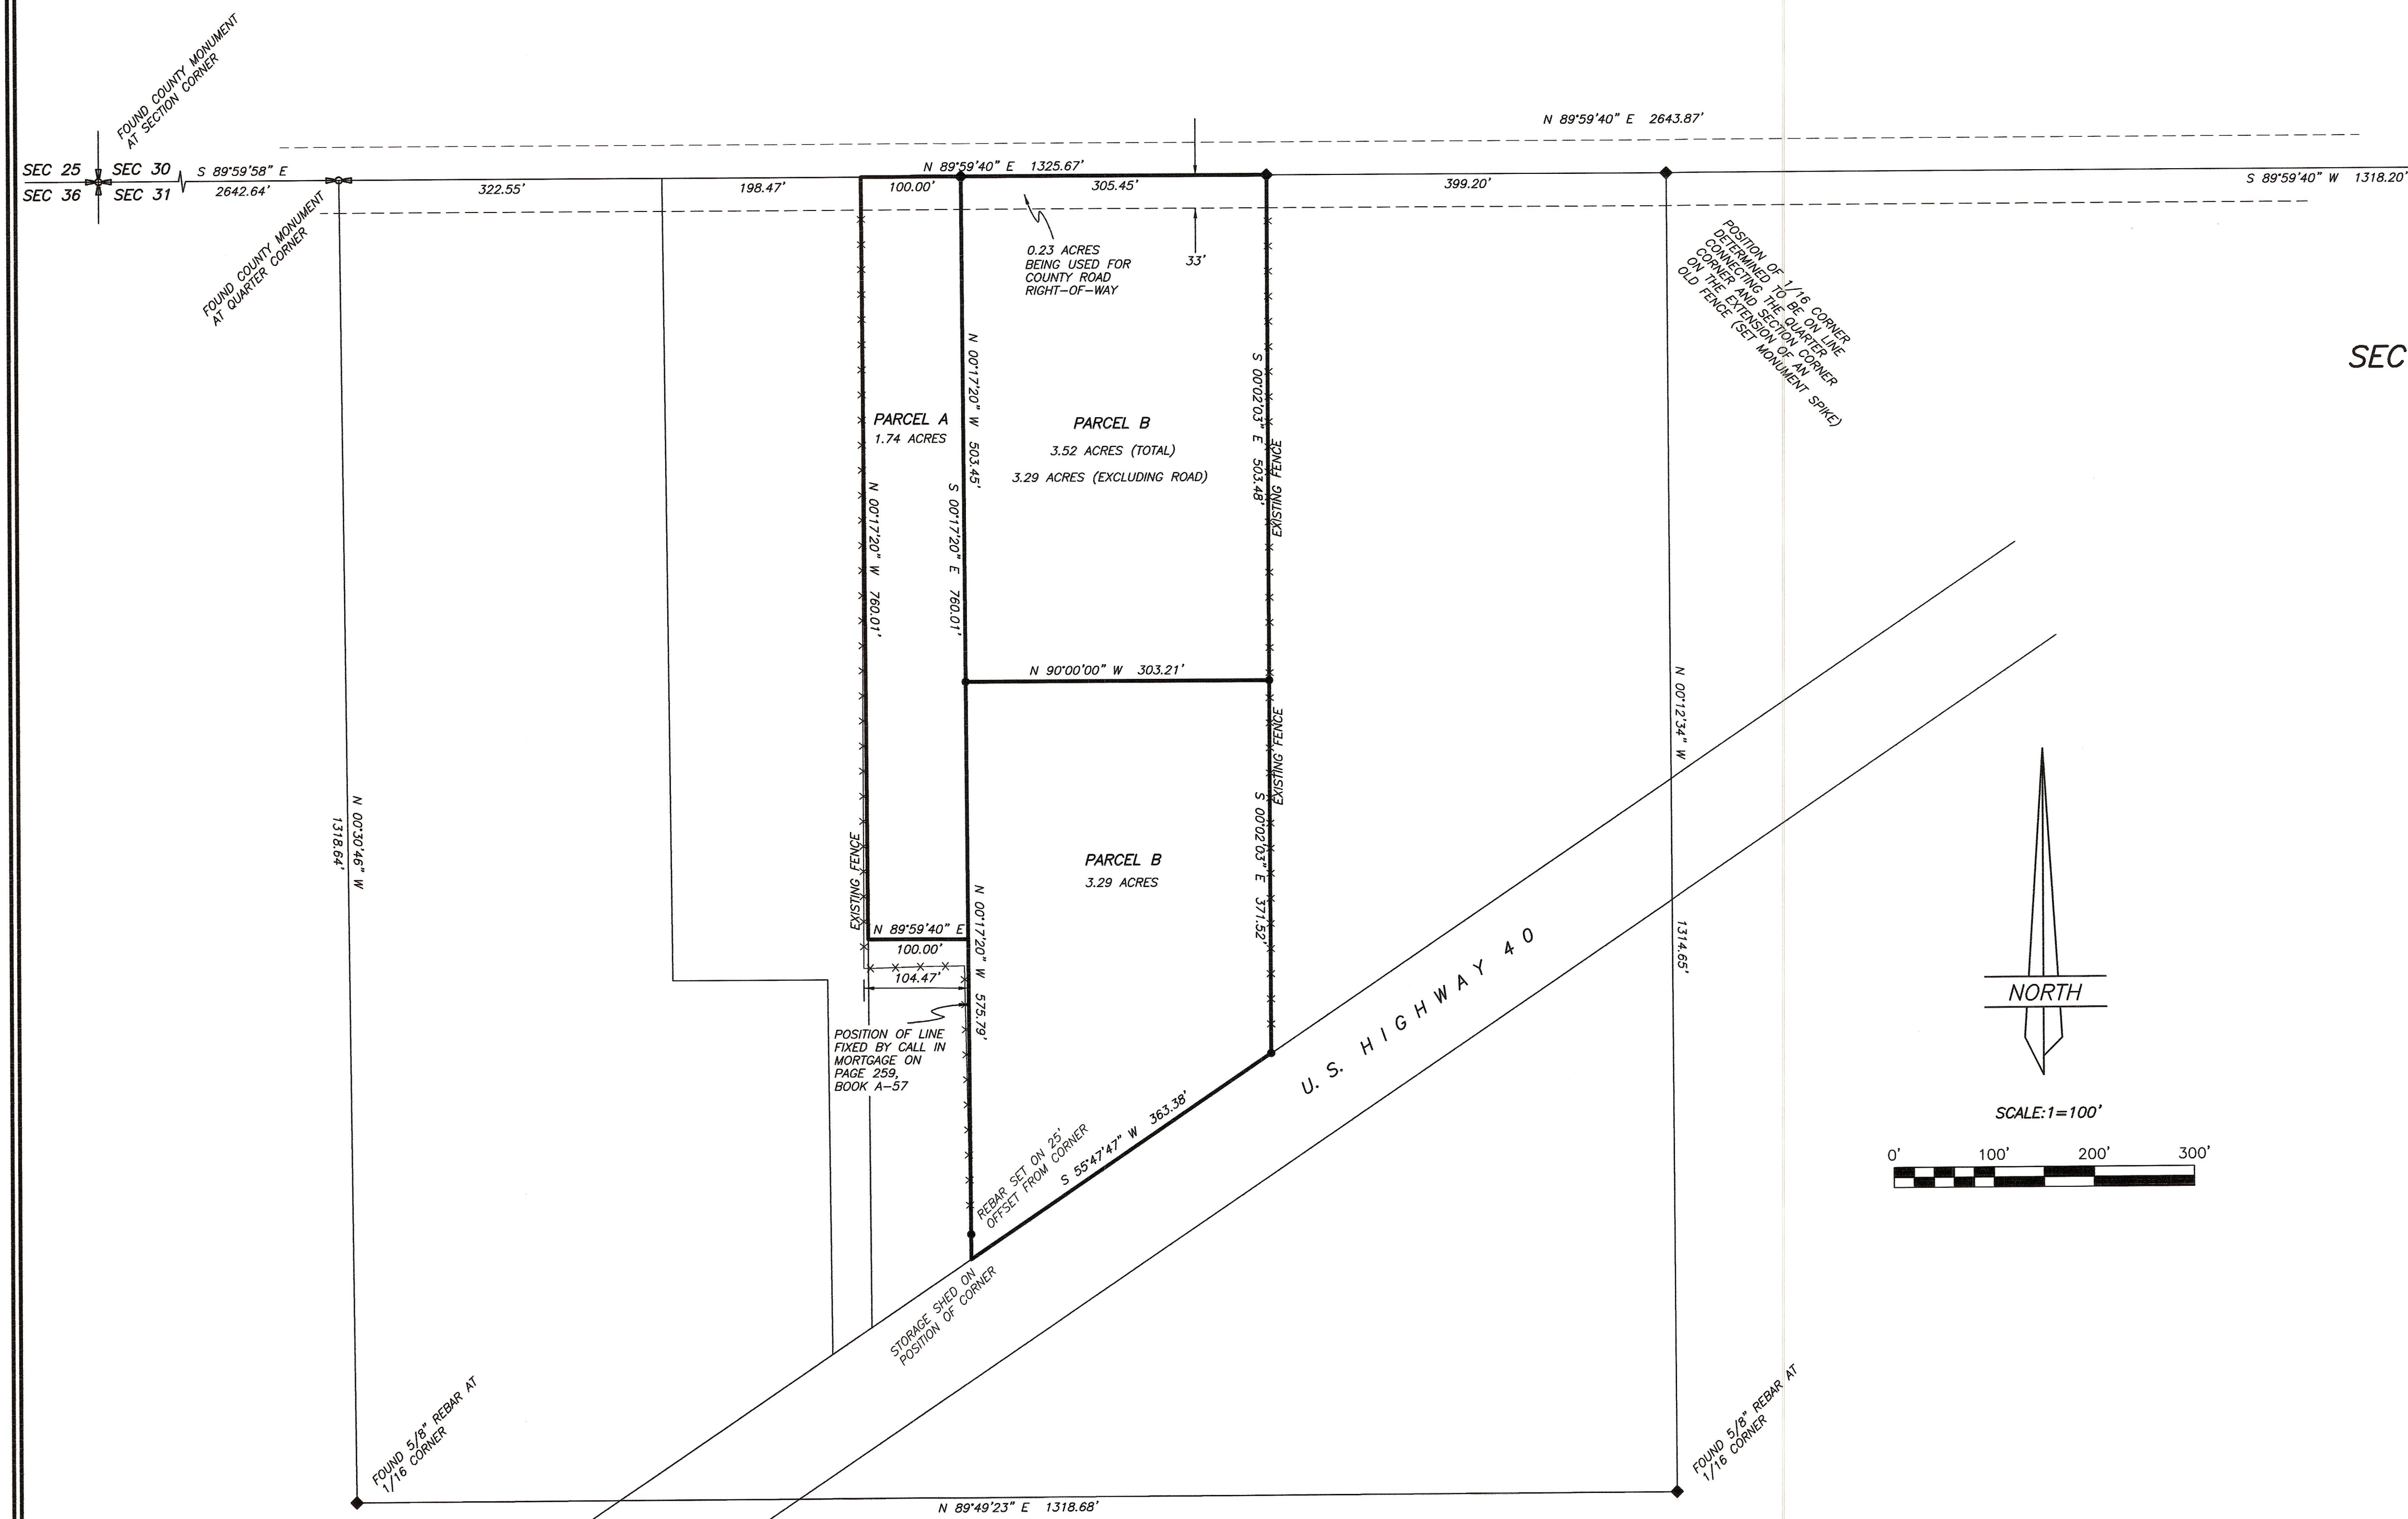 FOUND COUNTY MONUMENT
AT SECTION CORNER
N 89°59'40" E 2643.87'
SEC 25
SEC 30
S 89°59'58" E
N 89°59'40" E 1325.67'
SEC 36
SEC 31
2642.64'
322.55'
198.47'
100.00'
305.45'
399.20'
S 89°59'40" W 1318.20'
FOUND COUNTY MONUMENT
AT QUARTER CORNER
0.23 ACRES
BEING USED FOR
COUNTY ROAD
RIGHT-OF-WAY
33'
POSITION OF 1/16 CORNER
DETERMINED TO BE ON LINE
CONNECTING THE QUARTER
CORNER AND SECTION CORNER
ON THE EXTENSION OF AN
OLD FENCE (SET MONUMENT SPIKE)
SEC
PARCEL A
1.74 ACRES
N 00°17'20" W 503.45'
PARCEL B
3.52 ACRES (TOTAL)
3.29 ACRES (EXCLUDING ROAD)
S 00°02'03" E 503.48'
EXISTING FENCE
N 00°17'20" W 760.01'
S 00°17'20" E 760.01'
N 90°00'00" W 303.21'
EXISTING FENCE
N 00°12'34" W
1314.65'
N 00°30'46" W
1318.64'
EXISTING FENCE
PARCEL B
3.29 ACRES
S 00°02'03" E 371.52'
N 89°59'40" E
100.00'
104.47'
N 00°17'20" W 575.79'
POSITION OF LINE
FIXED BY CALL IN
MORTGAGE ON
PAGE 259,
BOOK A-57
U. S. HIGHWAY 40
NORTH
SCALE:1=100'
0'
100'
200'
300'
REBAR SET ON 25'
OFFSET FROM CORNER
S 55°47'47" W 363.38'
STORAGE SHED ON
POSITION OF CORNER
FOUND 5/8" REBAR AT
1/16 CORNER
FOUND 5/8" REBAR AT
1/16 CORNER
N 89°49'23" E 1318.68'